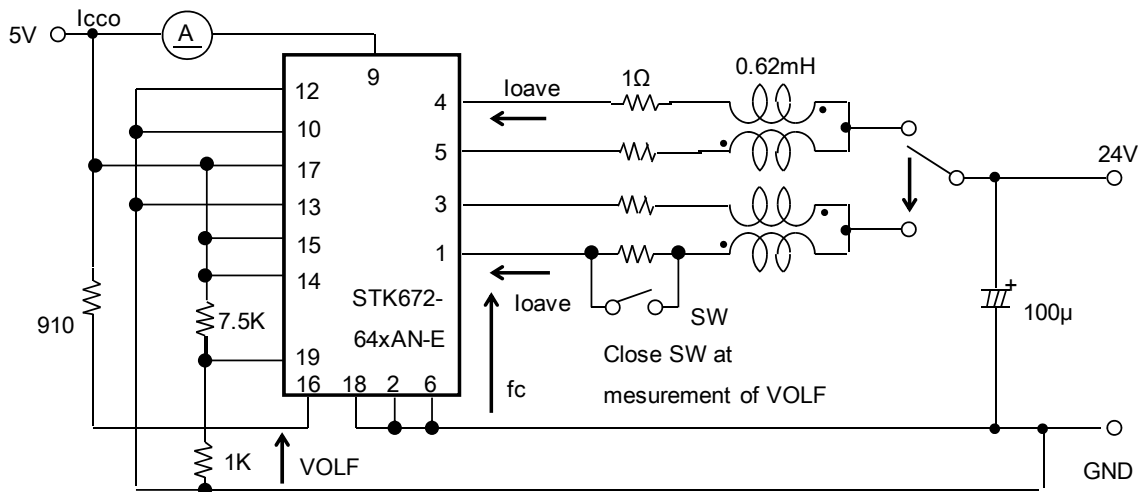 Icco
5V
A
9
12
10
17
13
15
14
19
16 18 2 6
4
5
3
1
STK672-
64xAN-E
Ioave
1Ω
0.62mH
24V
Ioave
SW
Close SW at
mesurement of VOLF
fc
100µ
+
910
7.5K
1K
VOLF
GND